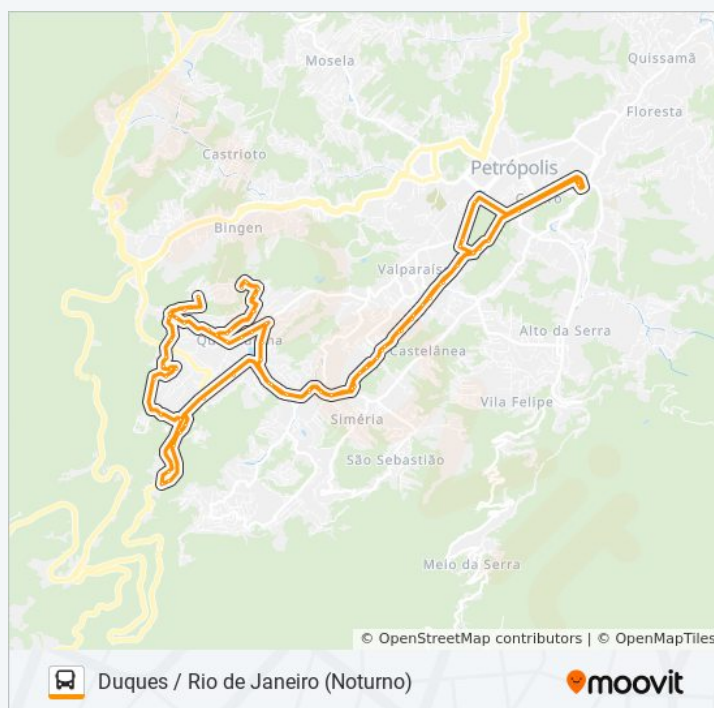 Mosela
Quissamã
Floresta
Castrioto
Petrópolis
Bingen
Valparaís
Alto da Serra
Castelânea
Vila Felipe
Siméria
São Sebastião
Meio da Serra
© OpenStreetMap contributors | © OpenMapTiles
Duques / Rio de Janeiro (Noturno)
moovit